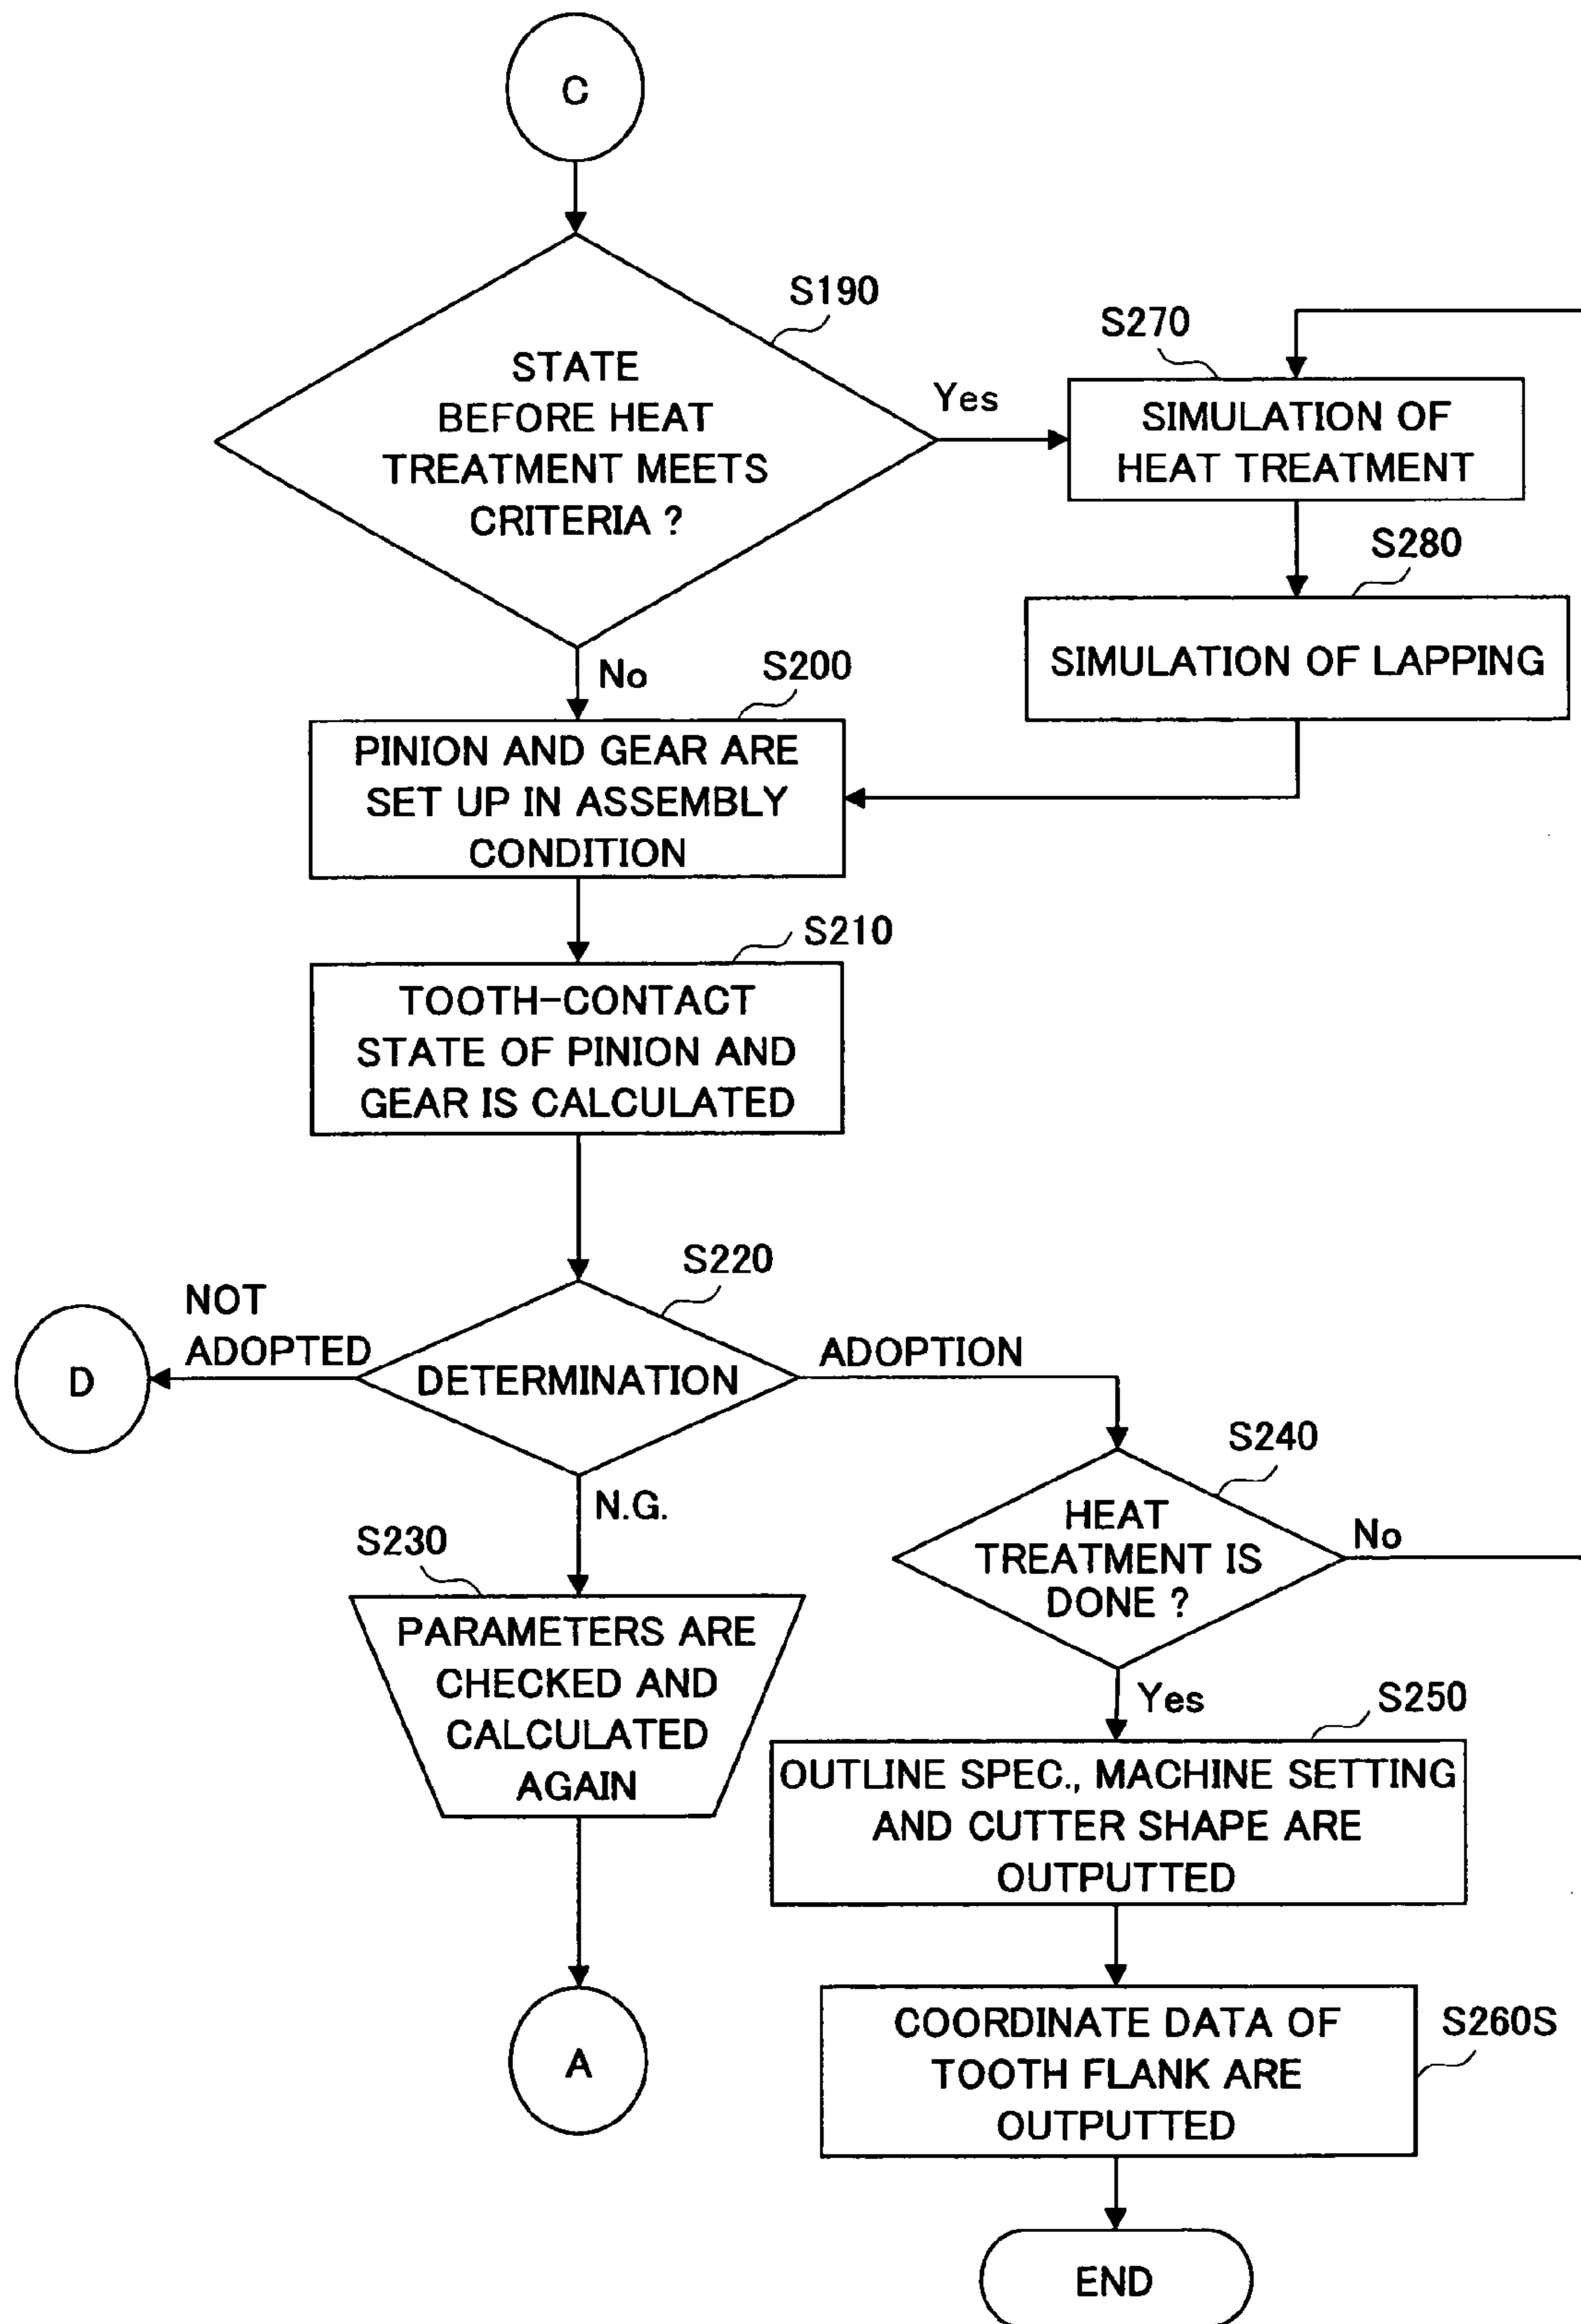 C
S190
STATE
BEFORE HEAT
TREATMENT MEETS
CRITERIA ?
Yes
No
S270
SIMULATION OF
HEAT TREATMENT
S280
SIMULATION OF LAPPING
S200
PINION AND GEAR ARE
SET UP IN ASSEMBLY
CONDITION
S210
TOOTH-CONTACT
STATE OF PINION AND
GEAR IS CALCULATED
S220
DETERMINATION
NOT
ADOPTED
D
ADOPTION
N.G.
S230
PARAMETERS ARE
CHECKED AND
CALCULATED
AGAIN
A
S240
HEAT
TREATMENT IS
DONE ?
No
Yes
S250
OUTLINE SPEC., MACHINE SETTING
AND CUTTER SHAPE ARE
OUTPUTTED
S260S
COORDINATE DATA OF
TOOTH FLANK ARE
OUTPUTTED
END